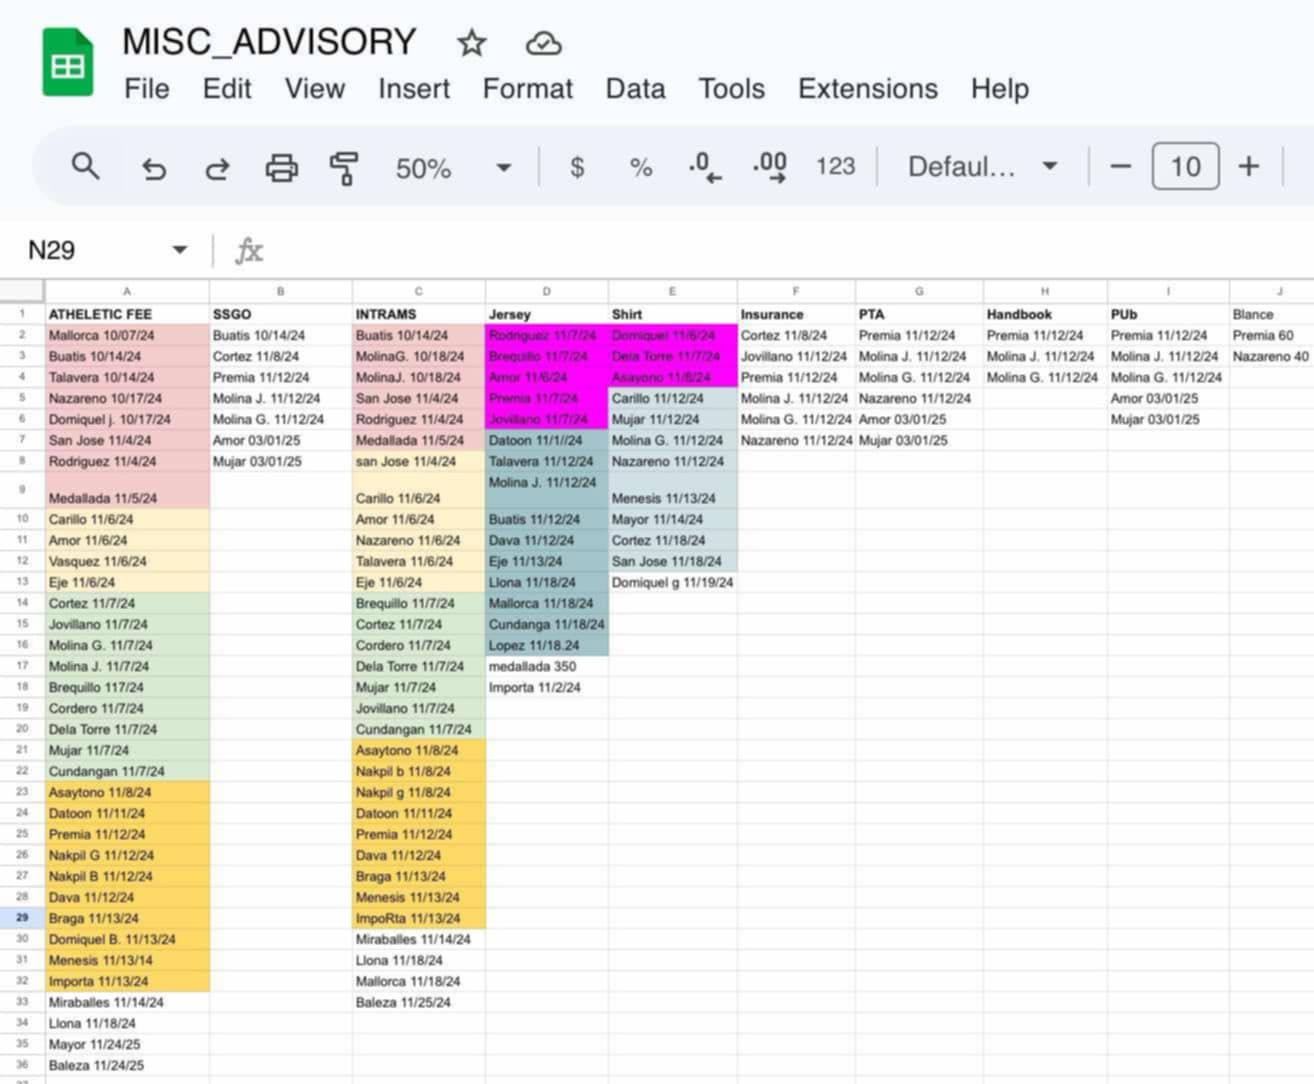 MISC_ADVISORY
File Edit View Insert Format Data Tools Extensions Help
50% $ % .0 .00 123 Defaul... 10
N29 fx
A B C D E F G H I J
1 ATHELETIC FEE SSGO INTRAMS Jersey Shirt Insurance PTA Handbook PUb Blance
2 Mallorca 10/07/24 Buatis 10/14/24 Buatis 10/14/24 Rodriguez 11/7/24 Domiquel 11/6/24 Cortez 11/8/24 Premia 11/12/24 Premia 11/12/24 Premia 11/12/24 Premia 60
3 Buatis 10/14/24 Cortez 11/8/24 MolinaG. 10/18/24 Brequillo 11/7/24 Dela Torre 11/7/24 Jovillano 11/12/24 Molina J. 11/12/24 Molina J. 11/12/24 Molina J. 11/12/24 Nazareno 40
4 Talavera 10/14/24 Premia 11/12/24 MolinaJ. 10/18/24 Amor 11/6/24 Asayono 11/8/24 Premia 11/12/24 Molina G. 11/12/24 Molina G. 11/12/24 Molina G. 11/12/24
5 Nazareno 10/17/24 Molina J. 11/12/24 San Jose 11/4/24 Premia 11/7/24 Carillo 11/12/24 Molina J. 11/12/24 Nazareno 11/12/24 Amor 03/01/25
6 Domiquel j. 10/17/24 Molina G. 11/12/24 Rodriguez 11/4/24 Jovillano 11/7/24 Mujar 11/12/24 Molina G. 11/12/24 Amor 03/01/25 Mujar 03/01/25
7 San Jose 11/4/24 Amor 03/01/25 Medallada 11/5/24 Datoon 11/1//24 Molina G. 11/12/24 Nazareno 11/12/24 Mujar 03/01/25
8 Rodriguez 11/4/24 Mujar 03/01/25 san Jose 11/4/24 Talavera 11/12/24 Nazareno 11/12/24
9 Medallada 11/5/24 Carillo 11/6/24 Molina J. 11/12/24 Menesis 11/13/24
10 Carillo 11/6/24 Amor 11/6/24 Buatis 11/12/24 Mayor 11/14/24
11 Amor 11/6/24 Nazareno 11/6/24 Dava 11/12/24 Cortez 11/18/24
12 Vasquez 11/6/24 Talavera 11/6/24 Eje 11/13/24 San Jose 11/18/24
13 Eje 11/6/24 Eje 11/6/24 Llona 11/18/24 Domiquel g 11/19/24
14 Cortez 11/7/24 Brequillo 11/7/24 Mallorca 11/18/24
15 Jovillano 11/7/24 Cortez 11/7/24 Cundanga 11/18/24
16 Molina G. 11/7/24 Cordero 11/7/24 Lopez 11/18.24
17 Molina J. 11/7/24 Dela Torre 11/7/24 medallada 350
18 Brequillo 117/24 Mujar 11/7/24 Importa 11/2/24
19 Cordero 11/7/24 Jovillano 11/7/24
20 Dela Torre 11/7/24 Cundangan 11/7/24
21 Mujar 11/7/24 Asaytono 11/8/24
22 Cundangan 11/7/24 Nakpil b 11/8/24
23 Asaytono 11/8/24 Nakpil g 11/8/24
24 Datoon 11/11/24 Datoon 11/11/24
25 Premia 11/12/24 Premia 11/12/24
26 Nakpil G 11/12/24 Dava 11/12/24
27 Nakpil B 11/12/24 Braga 11/13/24
28 Dava 11/12/24 Menesis 11/13/24
29 Braga 11/13/24 ImpoRta 11/13/24
30 Domiquel B. 11/13/24 Miraballes 11/14/24
31 Menesis 11/13/14 Llona 11/18/24
32 Importa 11/13/24 Mallorca 11/18/24
33 Miraballes 11/14/24 Baleza 11/25/24
34 Llona 11/18/24
35 Mayor 11/24/25
36 Baleza 11/24/25